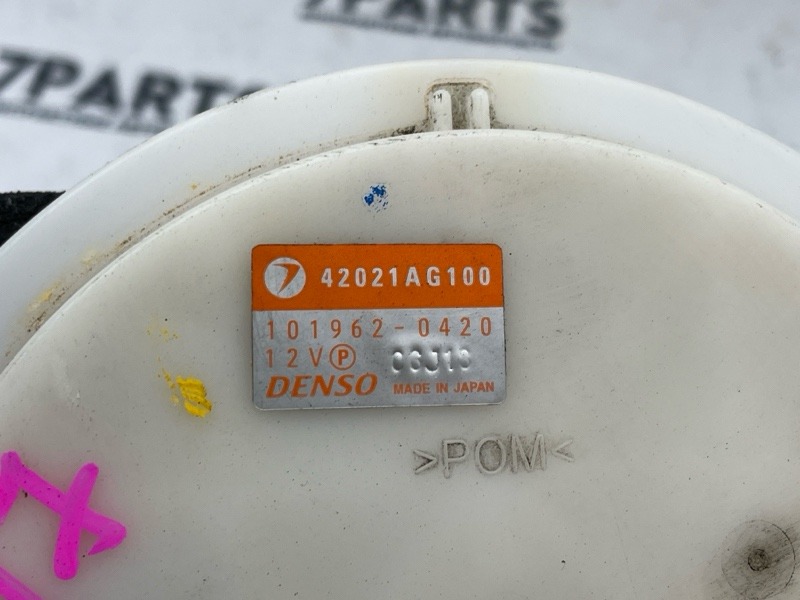 7PARTS
7PARTS
42021AG100
101962-0420
12V P
DENSO MADE IN JAPAN
>POM<